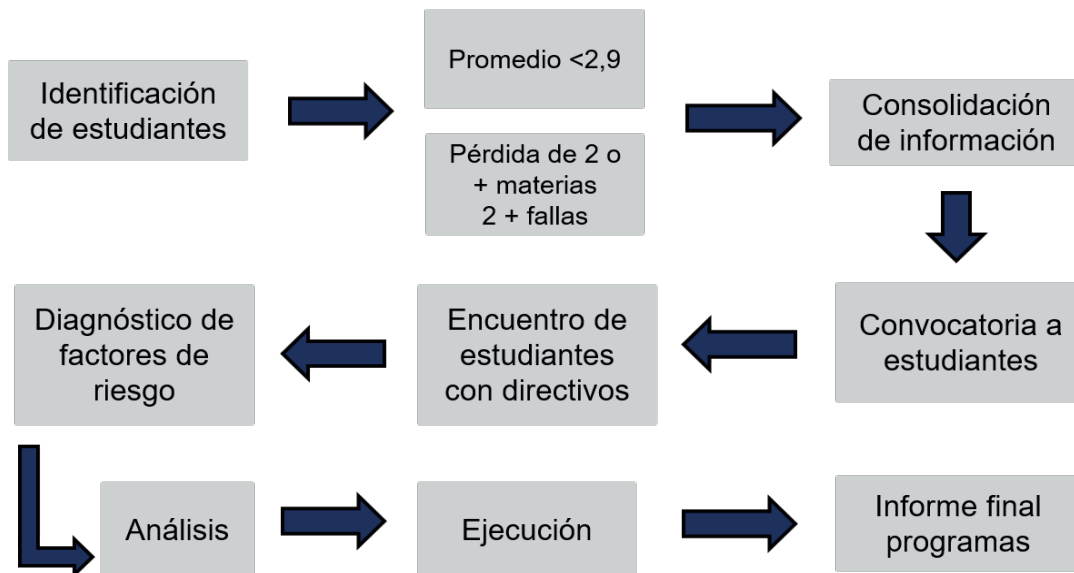 Identificación
de estudiantes
Promedio <2,9
Pérdida de 2 o
+ materias
2 + fallas
Consolidación
de información
Convocatoria a
estudiantes
Encuentro de
estudiantes
con directivos
Diagnóstico de
factores de
riesgo
Análisis
Ejecución
Informe final
programas